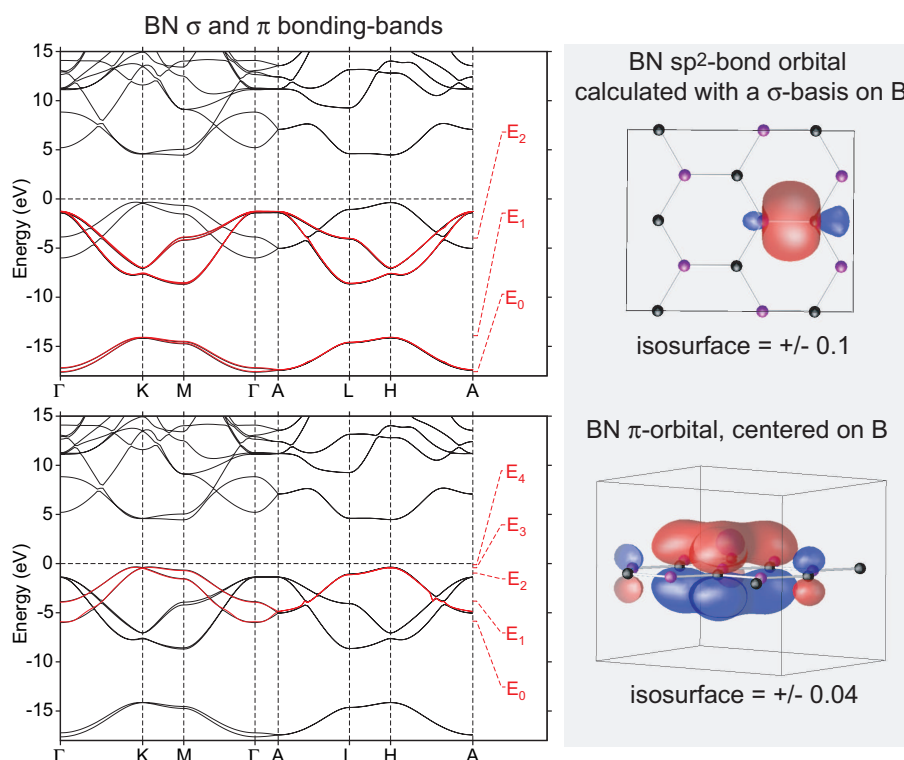 BN σ and π bonding-bands
15
10
5
0
-5
-10
-15
Energy (eV)
Γ K M Γ A L H A
E2
E1
E0
BN sp2-bond orbital
calculated with a σ-basis on B
isosurface = +/- 0.1
15
10
5
0
-5
-10
-15
Energy (eV)
Γ K M Γ A L H A
E4
E3
E2
E1
E0
BN π-orbital, centered on B
isosurface = +/- 0.04